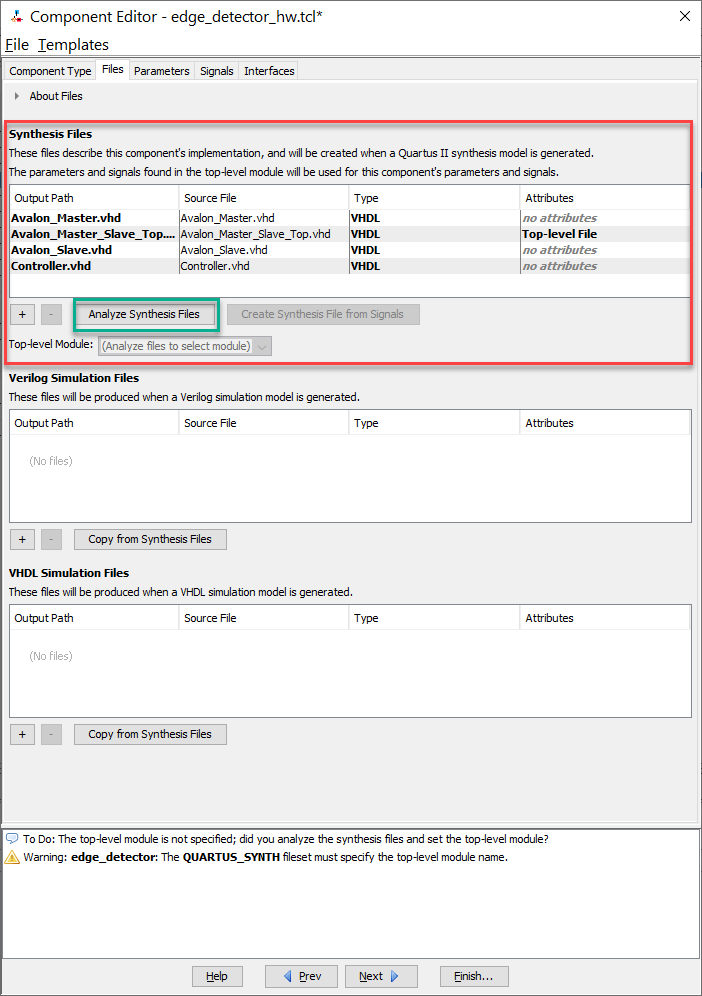 Component Editor - edge_detector_hw.tcl*
File Templates
Component Type Files Parameters Signals Interfaces
About Files
Synthesis Files
These files describe this component's implementation, and will be created when a Quartus II synthesis model is generated.
The parameters and signals found in the top-level module will be used for this component's parameters and signals.
Output Path Source File Type Attributes
Avalon_Master.vhd Avalon_Master.vhd VHDL no attributes
Avalon_Master_Slave_Top.... Avalon_Master_Slave_Top.vhd VHDL Top-level File
Avalon_Slave.vhd Avalon_Slave.vhd VHDL no attributes
Controller.vhd Controller.vhd VHDL no attributes
+ - Analyze Synthesis Files Create Synthesis File from Signals
Top-level Module: (Analyze files to select module)
Verilog Simulation Files
These files will be produced when a Verilog simulation model is generated.
Output Path Source File Type Attributes
(No files)
+ - Copy from Synthesis Files
VHDL Simulation Files
These files will be produced when a VHDL simulation model is generated.
Output Path Source File Type Attributes
(No files)
+ - Copy from Synthesis Files
To Do: The top-level module is not specified; did you analyze the synthesis files and set the top-level module?
Warning: edge_detector: The QUARTUS_SYNTH fileset must specify the top-level module name.
Help Prev Next Finish...